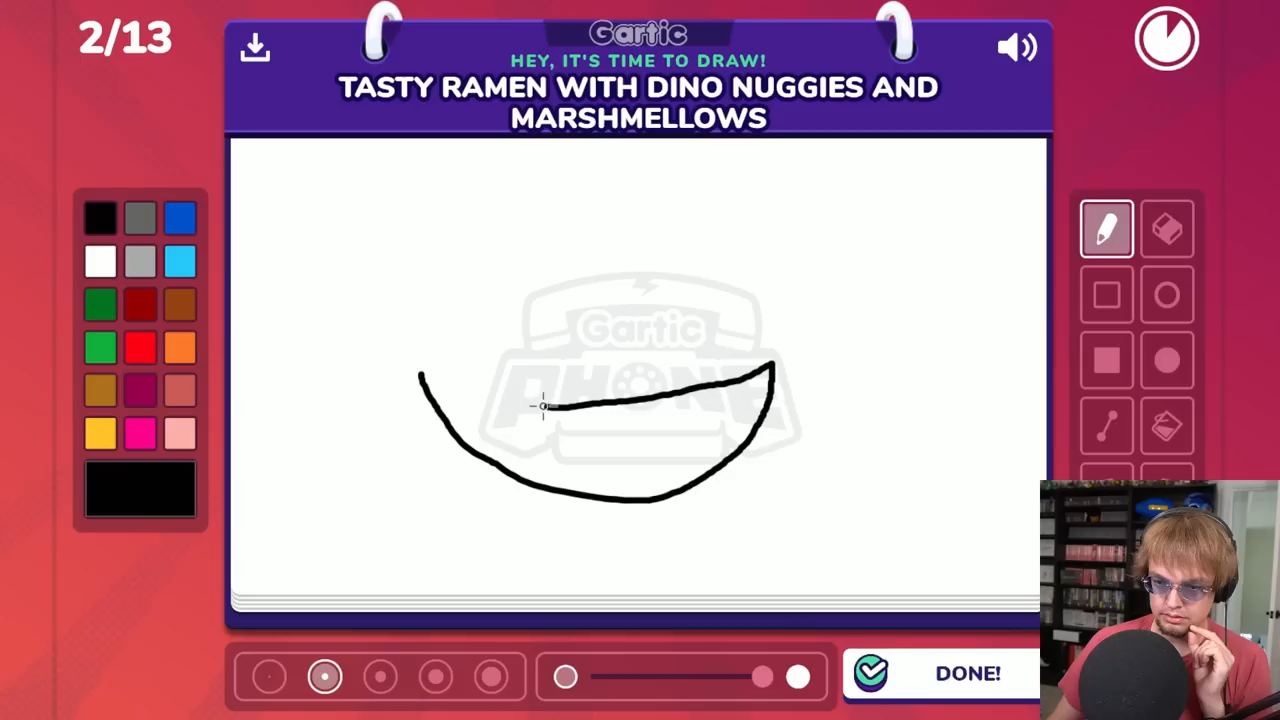 2/13
Gartic
HEY, IT'S TIME TO DRAW!
TASTY RAMEN WITH DINO NUGGIES AND
MARSHMELLOWS
Gartic
PHONE
DONE!